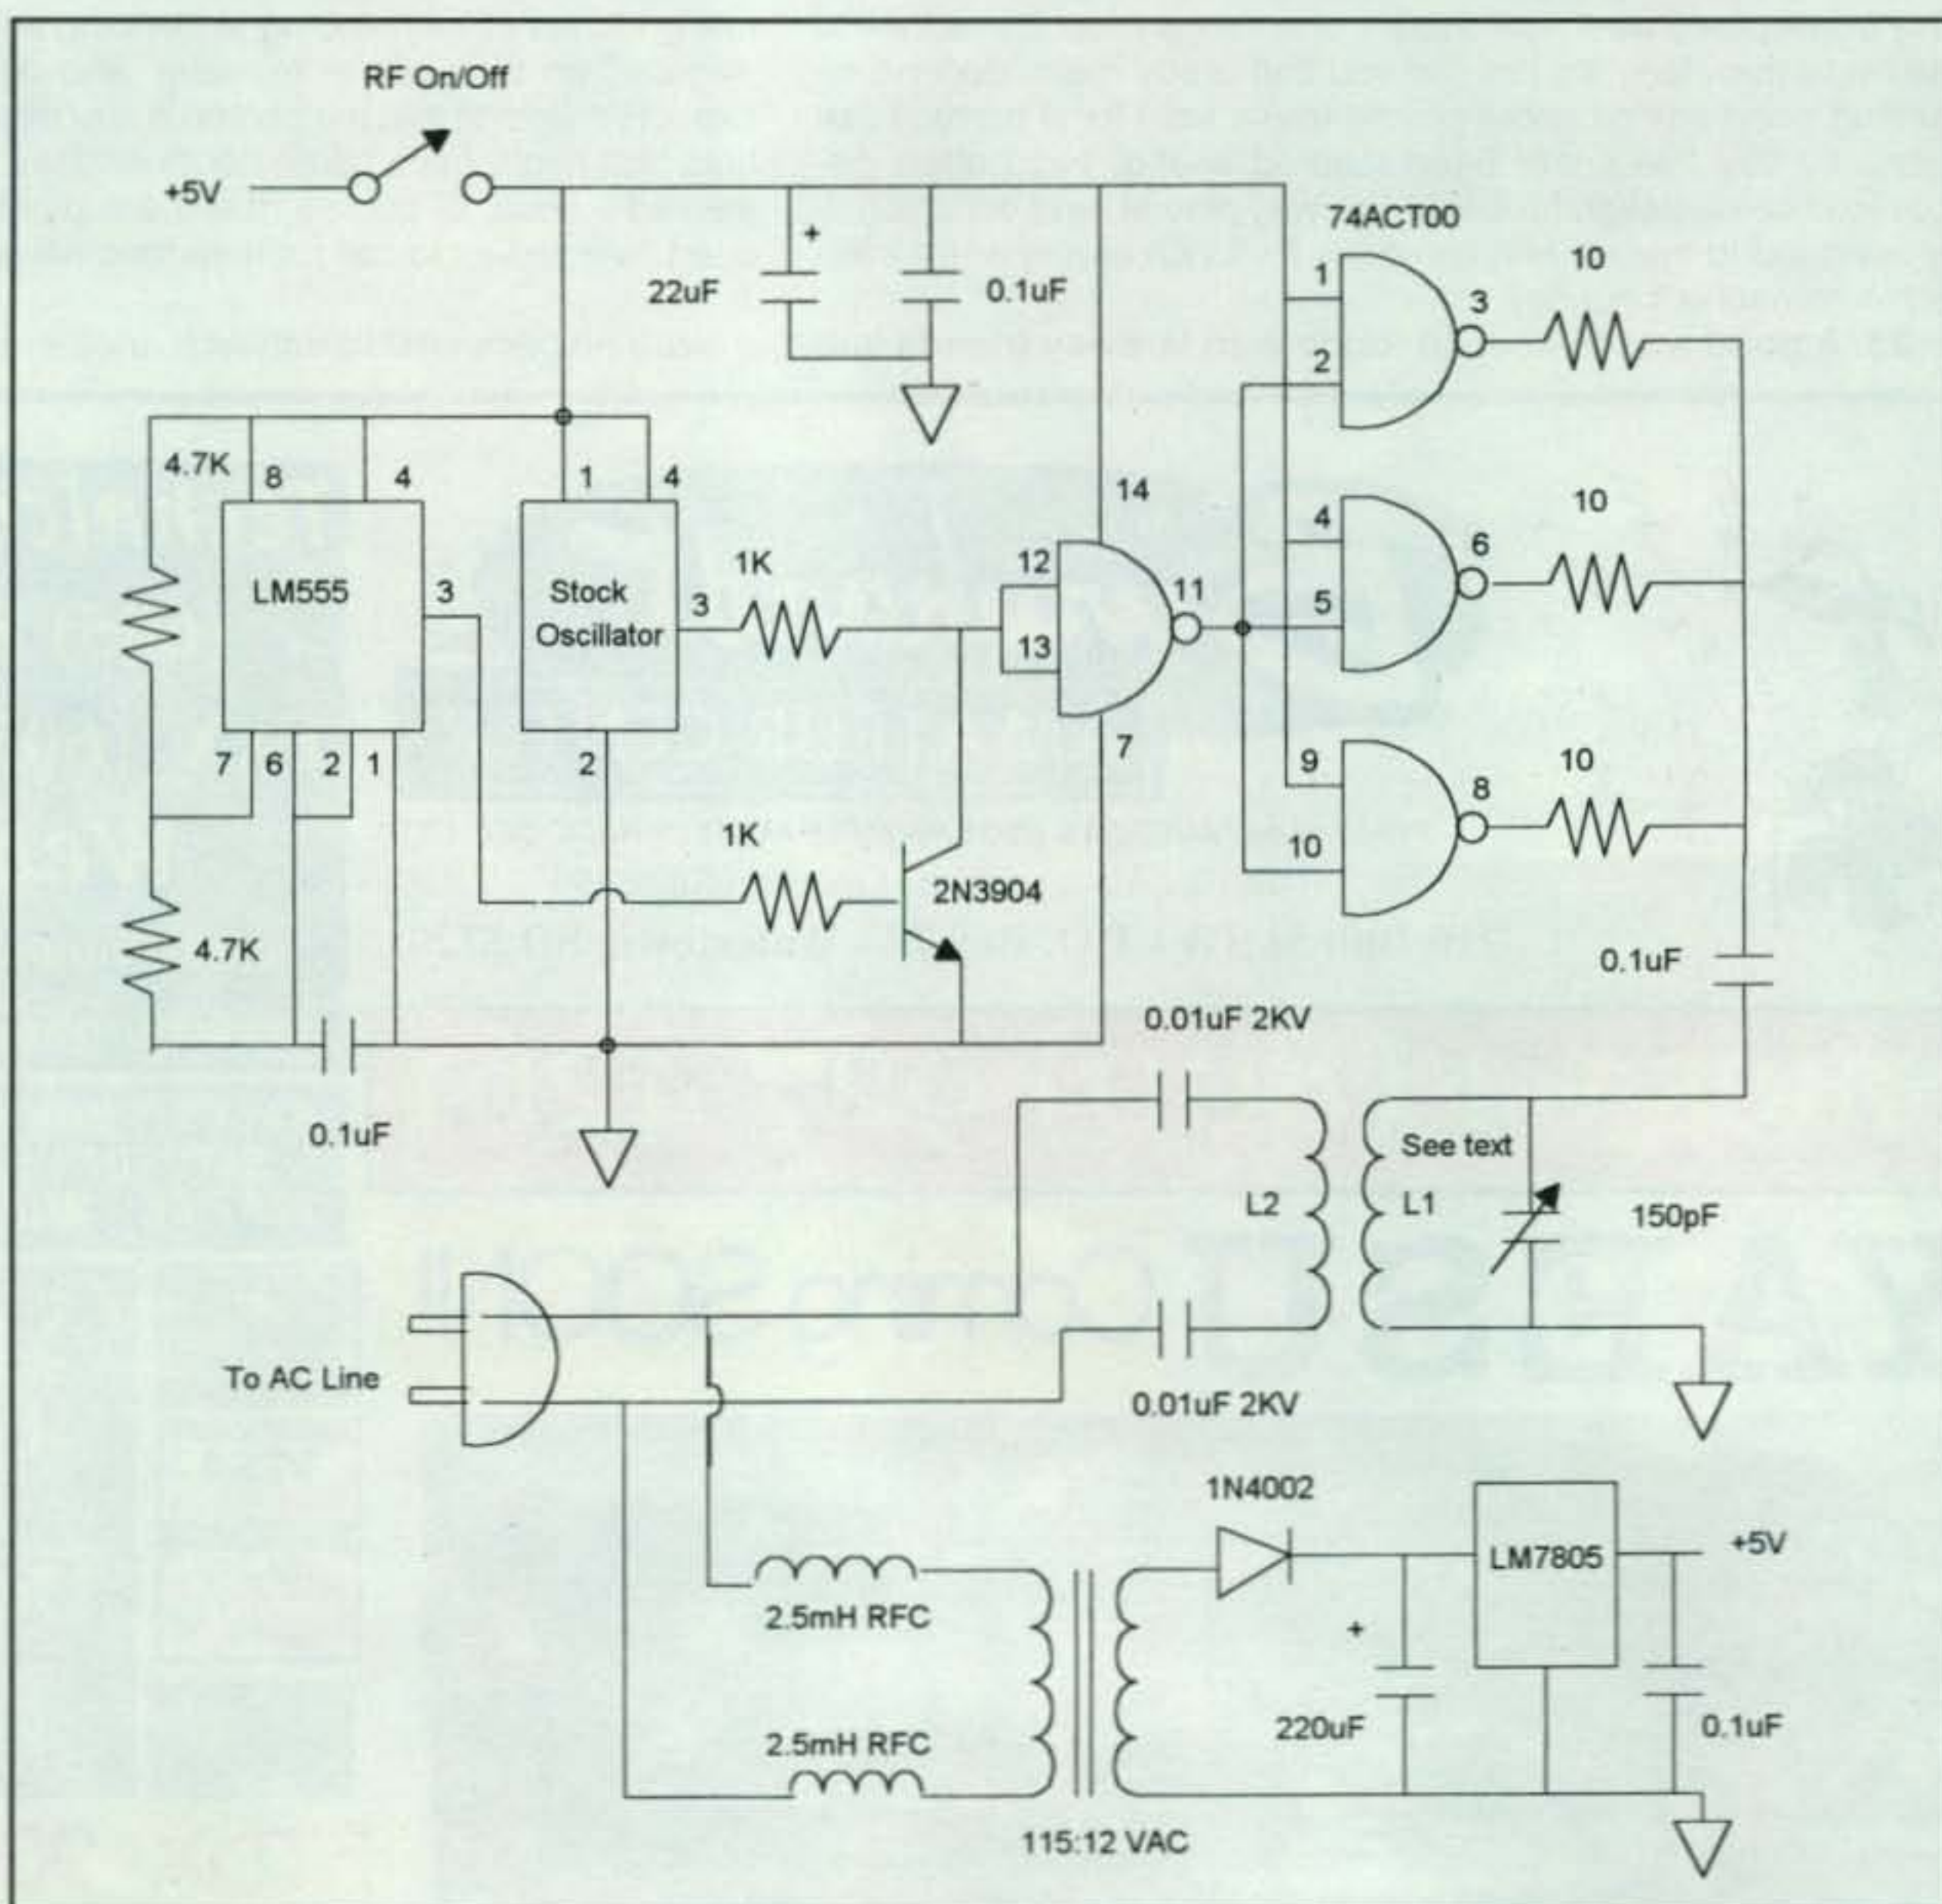 RF On/Off
+5V
74ACT00
+
22uF
0.1uF
1
2
3
10
4.7K
8
4
1
4
14
LM555
3
Stock
Oscillator
3
1K
12
13
11
7
4
5
6
10
7
6
2
1
2
9
10
8
10
1K
2N3904
4.7K
0.1uF
0.1uF
0.01uF 2KV
L2
See text
L1
150pF
To AC Line
0.01uF 2KV
1N4002
LM7805
+5V
2.5mH RFC
+
220uF
0.1uF
2.5mH RFC
115:12 VAC